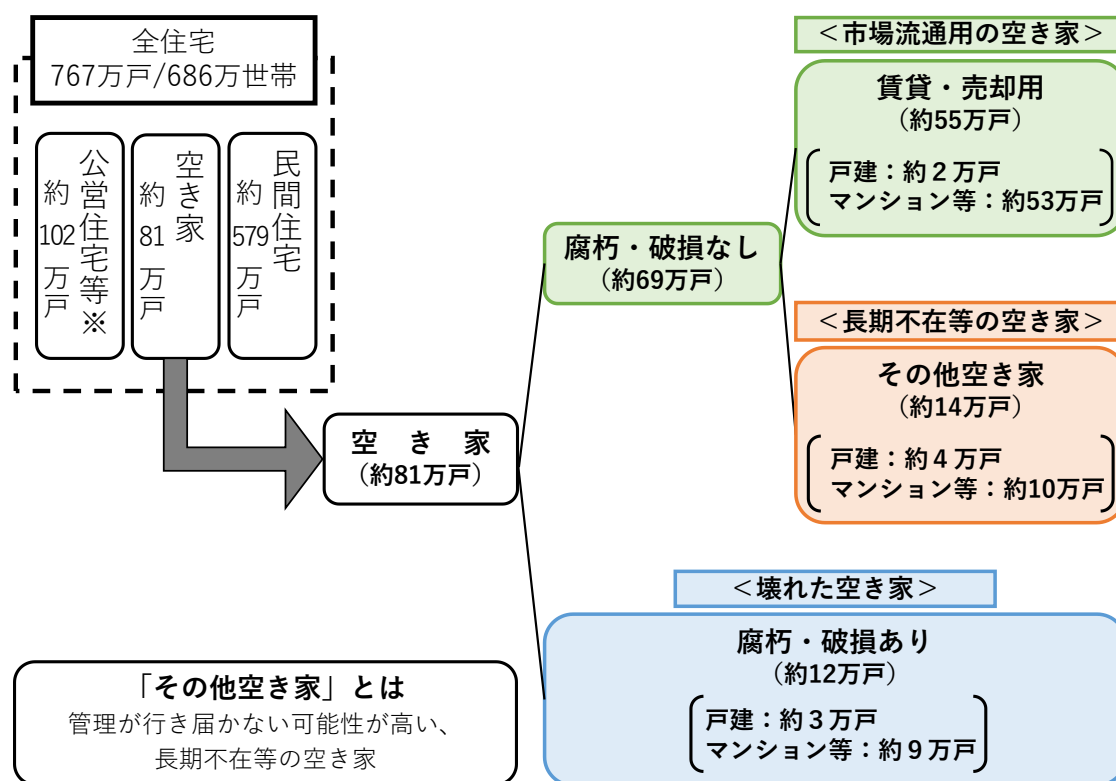 全住宅
767万戸/686万世帯
公営住宅等※
約102万戸
空き家
約81万戸
民間住宅
約579万戸
空き家
（約81万戸）
腐朽・破損なし
（約69万戸）
＜市場流通用の空き家＞
賃貸・売却用
（約55万戸）
戸建：約２万戸
マンション等：約53万戸
＜長期不在等の空き家＞
その他空き家
（約14万戸）
戸建：約４万戸
マンション等：約10万戸
＜壊れた空き家＞
腐朽・破損あり
（約12万戸）
戸建：約３万戸
マンション等：約９万戸
「その他空き家」とは
管理が行き届かない可能性が高い、
長期不在等の空き家